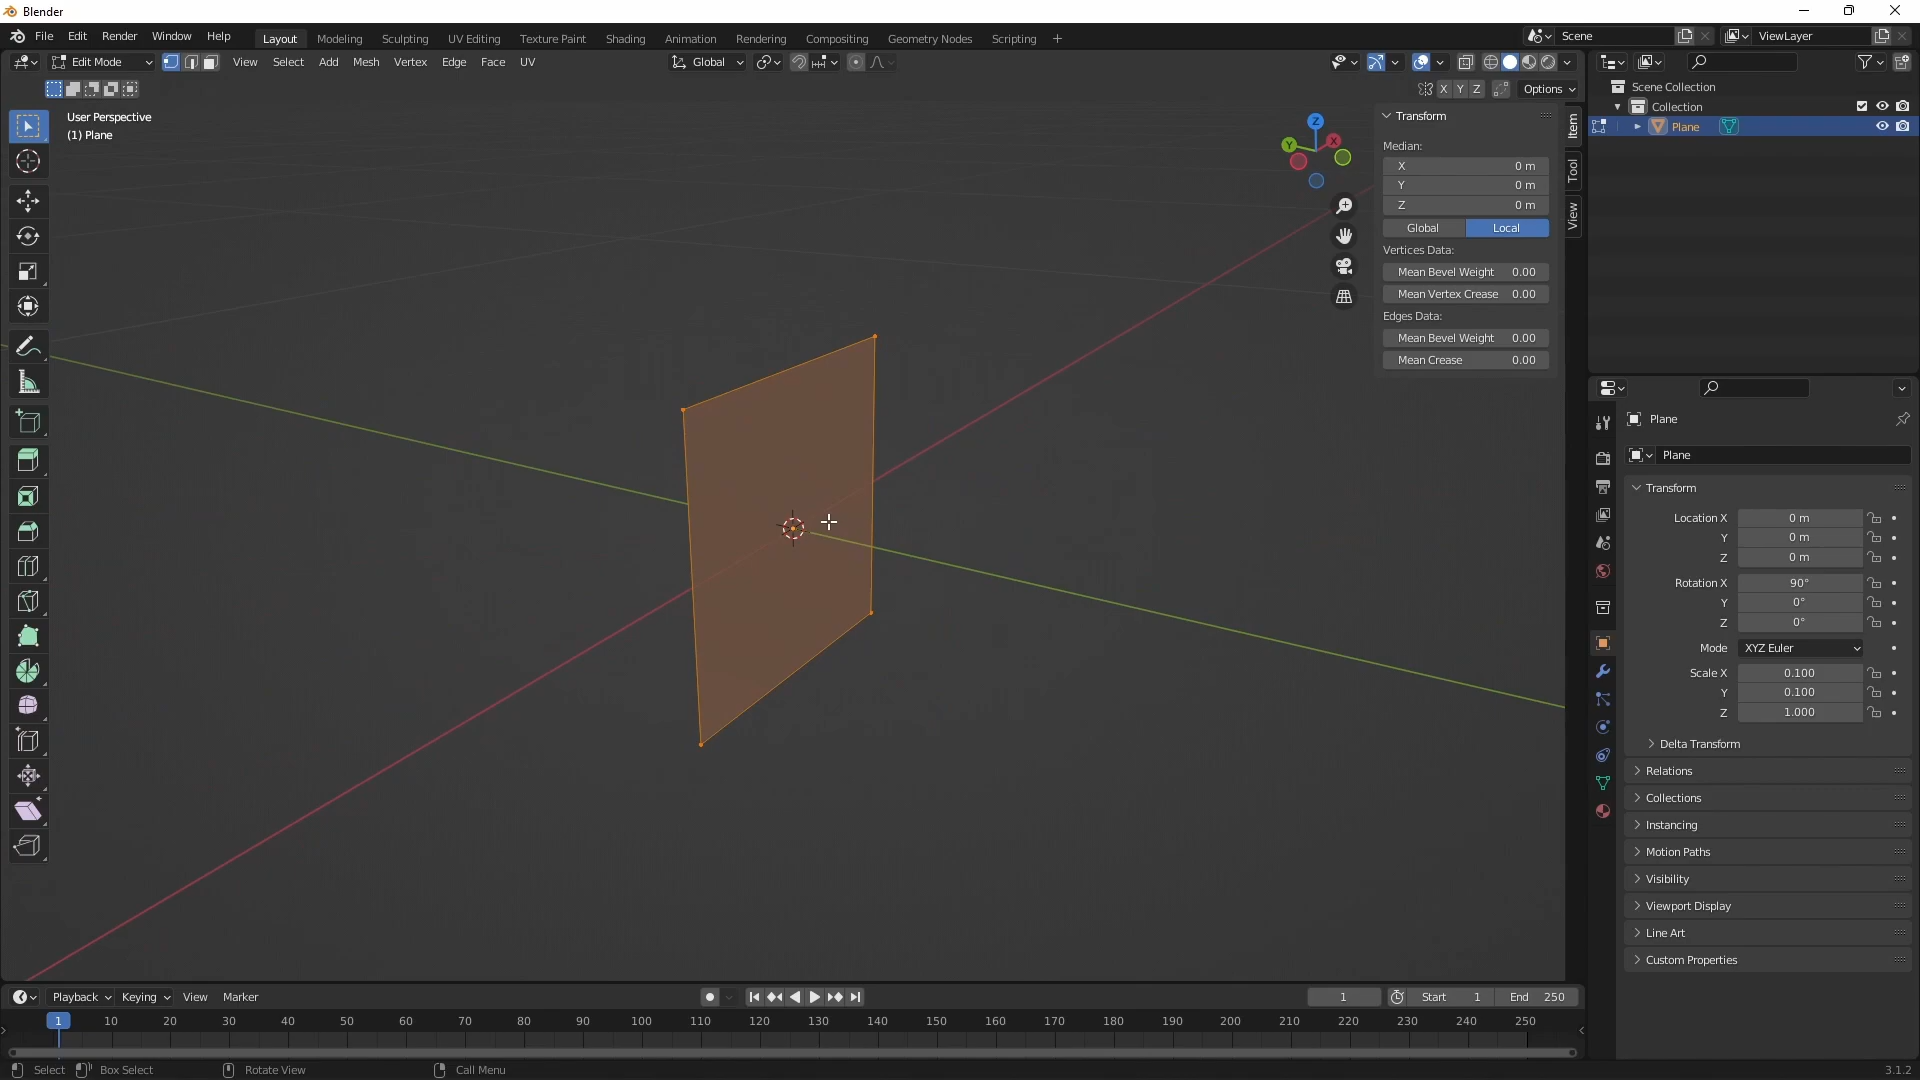 Blender
File Edit Render Window Help Layout Modeling Sculpting UV Editing Texture Paint Shading Animation Rendering Compositing Geometry Nodes Scripting + Scene ViewLayer
Edit Mode View Select Add Mesh Vertex Edge Face UV Global
X Y Z Options
User Perspective
(1) Plane
Z
Y X
Transform
Median:
X 0 m
Y 0 m
Z 0 m
Global Local
Vertices Data:
Mean Bevel Weight 0.00
Mean Vertex Crease 0.00
Edges Data:
Mean Bevel Weight 0.00
Mean Crease 0.00
Item
Tool
View
Scene Collection
Collection
Plane
Plane
Plane
Transform
Location X 0 m
Y 0 m
Z 0 m
Rotation X 90°
Y 0°
Z 0°
Mode XYZ Euler
Scale X 0.100
Y 0.100
Z 1.000
Delta Transform
Relations
Collections
Instancing
Motion Paths
Visibility
Viewport Display
Line Art
Custom Properties
Playback Keying View Marker 1 Start 1 End 250
1 10 20 30 40 50 60 70 80 90 100 110 120 130 140 150 160 170 180 190 200 210 220 230 240 250
Select Box Select Rotate View Call Menu 3.1.2